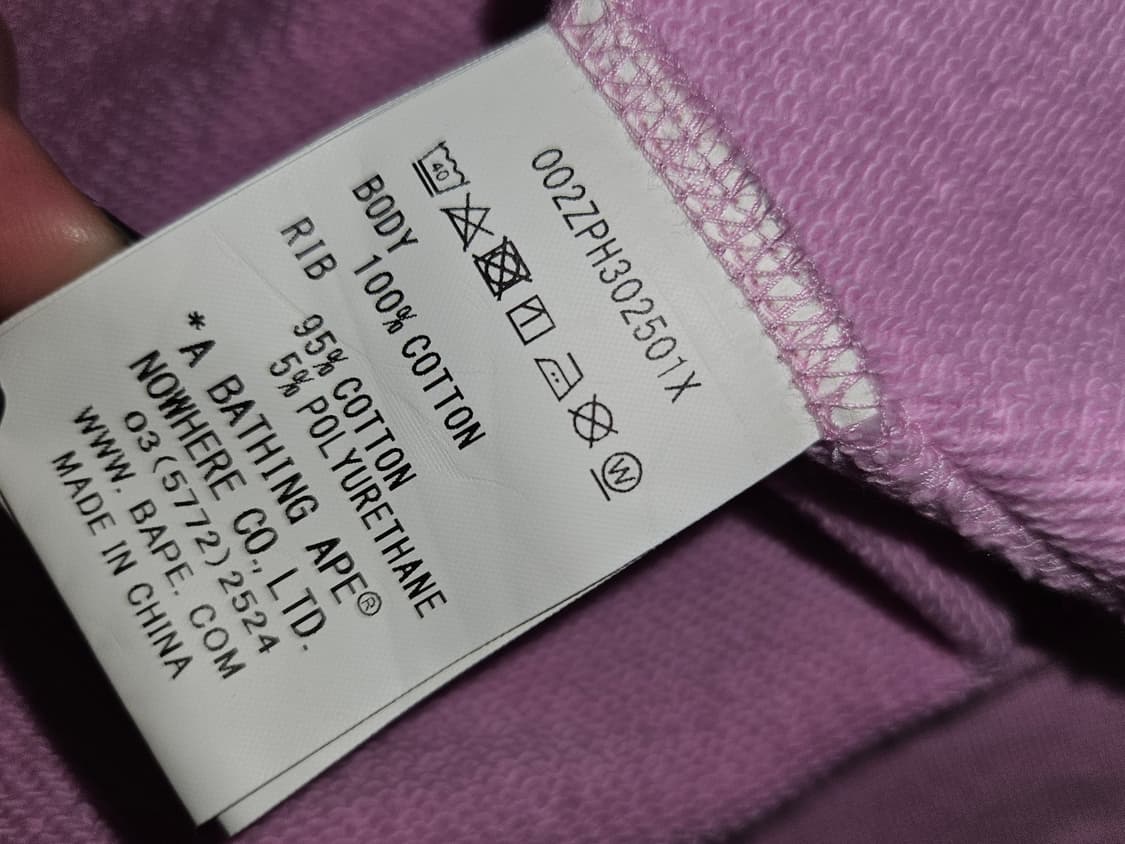 002ZPH302501X
40
W
BODY 100% COTTON
RIB 95% COTTON
5% POLYURETHANE
*A BATHING APE®
NOWHERE CO., LTD.
03(5772)2524
WWW. BAPE. COM
MADE IN CHINA